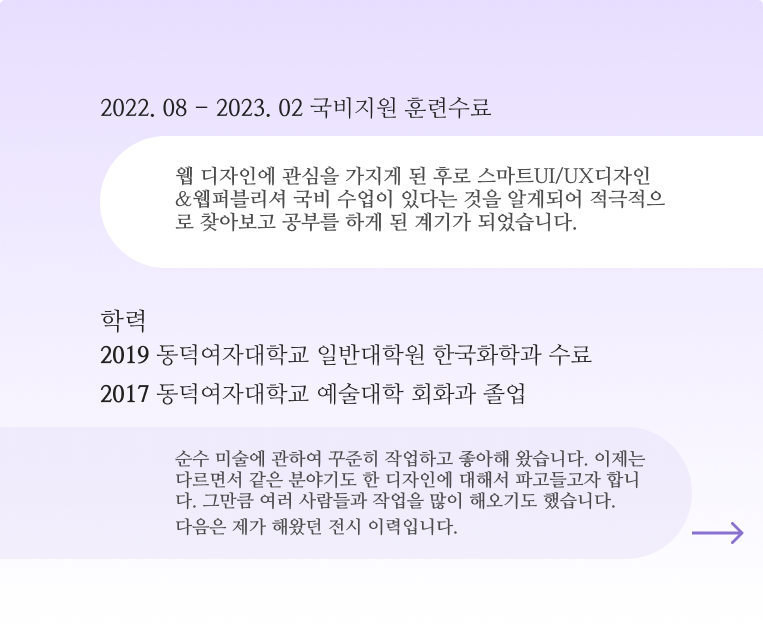 2022. 08 – 2023. 02 국비지원 훈련수료
웹 디자인에 관심을 가지게 된 후로 스마트UI/UX디자인
&웹퍼블리셔 국비 수업이 있다는 것을 알게되어 적극적으
로 찾아보고 공부를 하게 된 계기가 되었습니다.
학력
2019 동덕여자대학교 일반대학원 한국화학과 수료
2017 동덕여자대학교 예술대학 회화과 졸업
순수 미술에 관하여 꾸준히 작업하고 좋아해 왔습니다. 이제는
다르면서 같은 분야기도 한 디자인에 대해서 파고들고자 합니
다. 그만큼 여러 사람들과 작업을 많이 해오기도 했습니다.
다음은 제가 해왔던 전시 이력입니다.